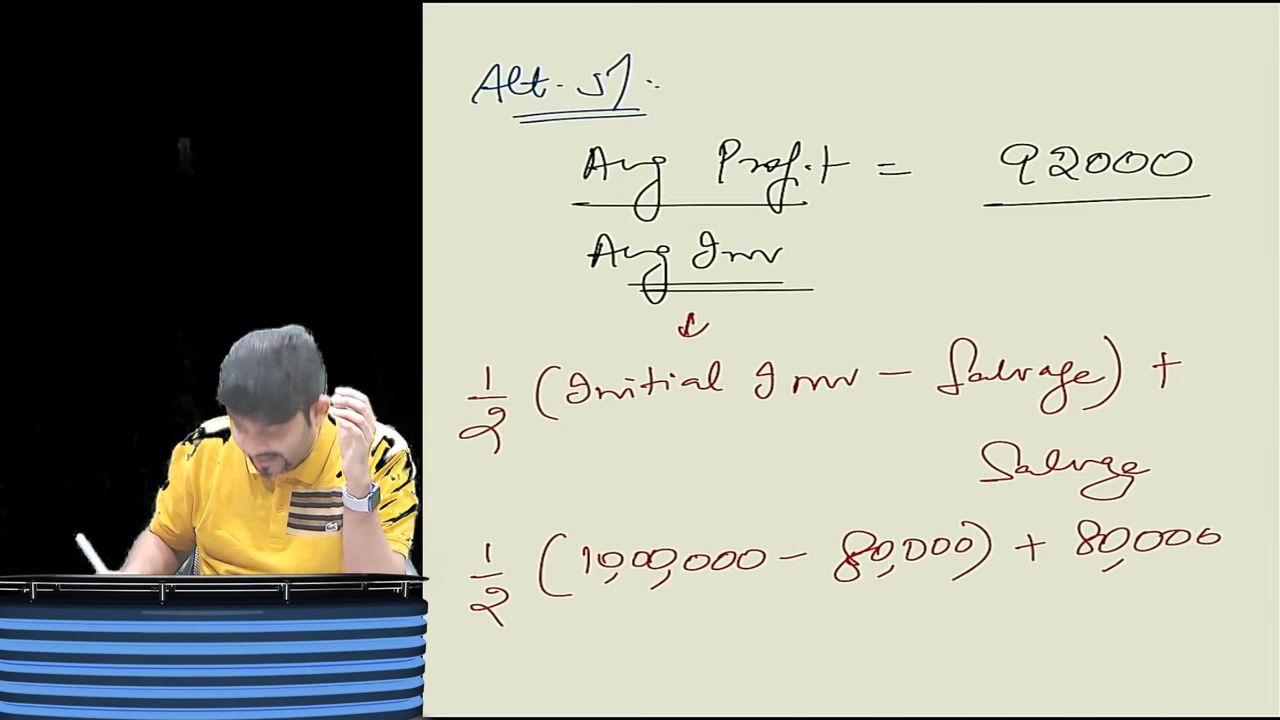 Alt. 5/.
Avg Profit = 92000
Avg Inv
1/2 (Initial Inv - Salvage) +
Salvage
1/2 (10,00,000 - 80,000) + 80,000